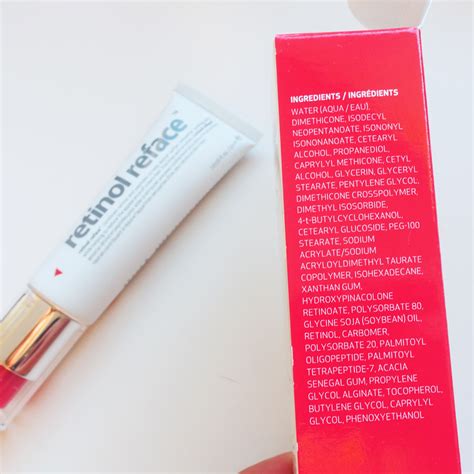 retinol reface™
INGREDIENTS / INGRÉDIENTS
WATER (AQUA / EAU),
DIMETHICONE, ISODECYL
NEOPENTANOATE, ISONONYL
ISONONANOATE, CETEARYL
ALCOHOL, PROPANEDIOL,
CAPRYLYL METHICONE, CETYL
ALCOHOL, GLYCERIN, GLYCERYL
STEARATE, PENTYLENE GLYCOL,
DIMETHICONE CROSSPOLYMER,
DIMETHYL ISOSORBIDE,
4-t-BUTYLCYCLOHEXANOL,
CETEARYL GLUCOSIDE, PEG-100
STEARATE, SODIUM
ACRYLATE/SODIUM
ACRYLOYLDIMETHYL TAURATE
COPOLYMER, ISOHEXADECANE,
XANTHAN GUM,
HYDROXYPINACOLONE
RETINOATE, POLYSORBATE 80,
GLYCINE SOJA (SOYBEAN) OIL,
RETINOL, CARBOMER,
POLYSORBATE 20, PALMITOYL
OLIGOPEPTIDE, PALMITOYL
TETRAPEPTIDE-7, ACACIA
SENEGAL GUM, PROPYLENE
GLYCOL ALGINATE, TOCOPHEROL,
BUTYLENE GLYCOL, CAPRYLYL
GLYCOL, PHENOXYETHANOL